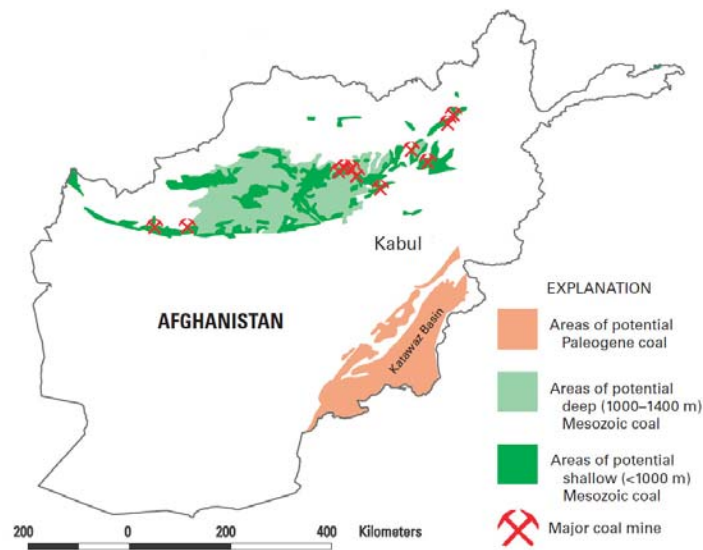 Kabul
AFGHANISTAN
Katawaz Basin
EXPLANATION
Areas of potential
Paleogene coal
Areas of potential
deep (1000–1400 m)
Mesozoic coal
Areas of potential
shallow (<1000 m)
Mesozoic coal
Major coal mine
200 0 200 400 Kilometers